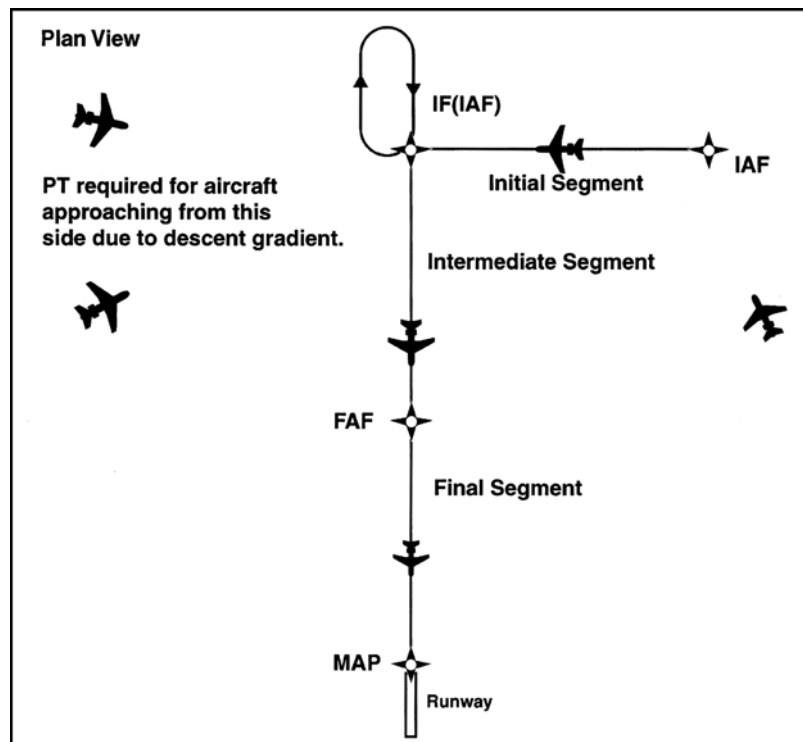 Plan View
IF(IAF)
IAF
Initial Segment
PT required for aircraft
approaching from this
side due to descent gradient.
Intermediate Segment
FAF
Final Segment
MAP
Runway